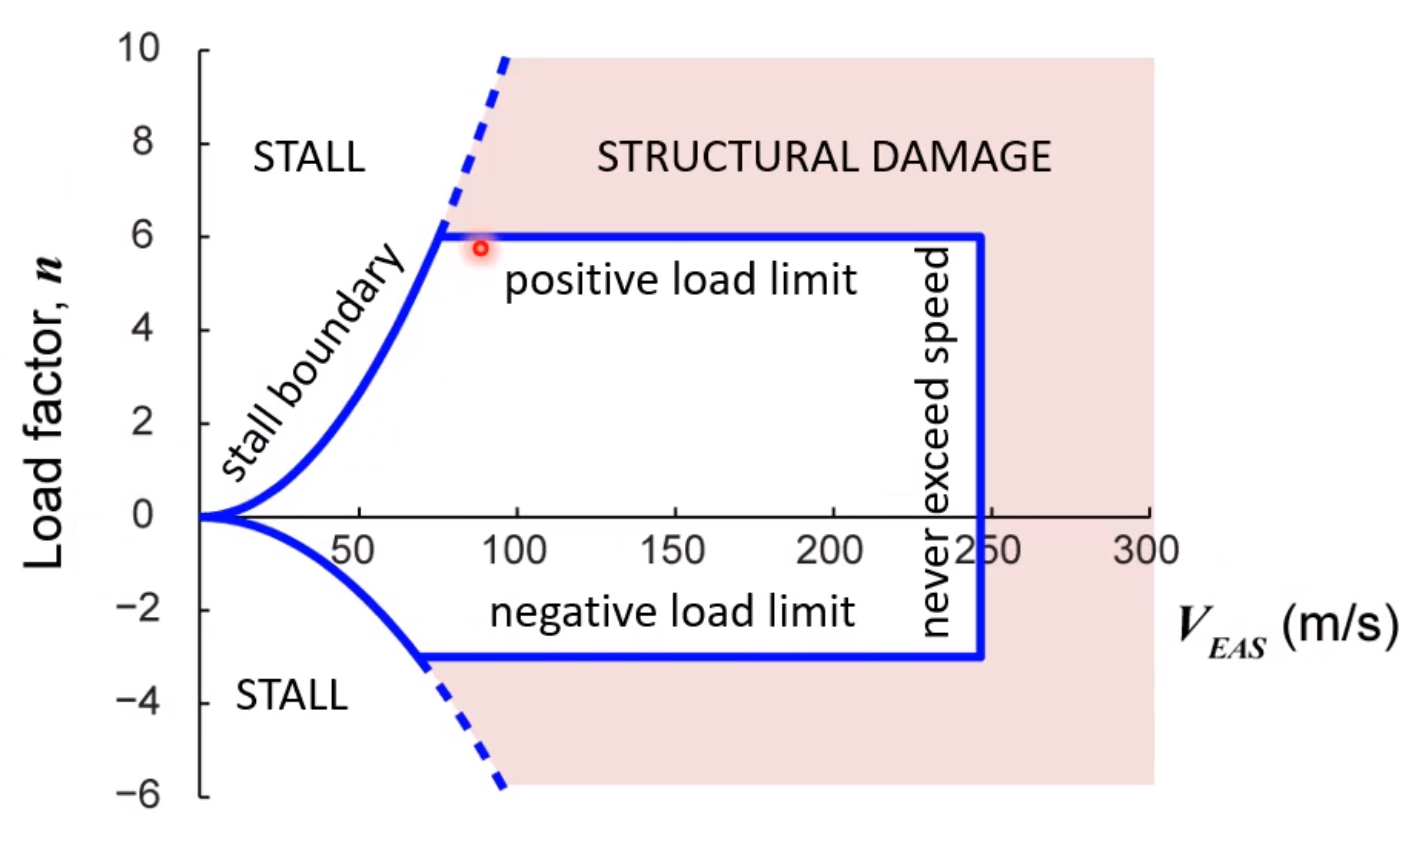 10
8
6
4
2
0
−2
−4
−6
Load factor, n
STALL
STRUCTURAL DAMAGE
stall boundary
positive load limit
never exceed speed
50 100 150 200 250 300
negative load limit
V EAS (m/s)
STALL